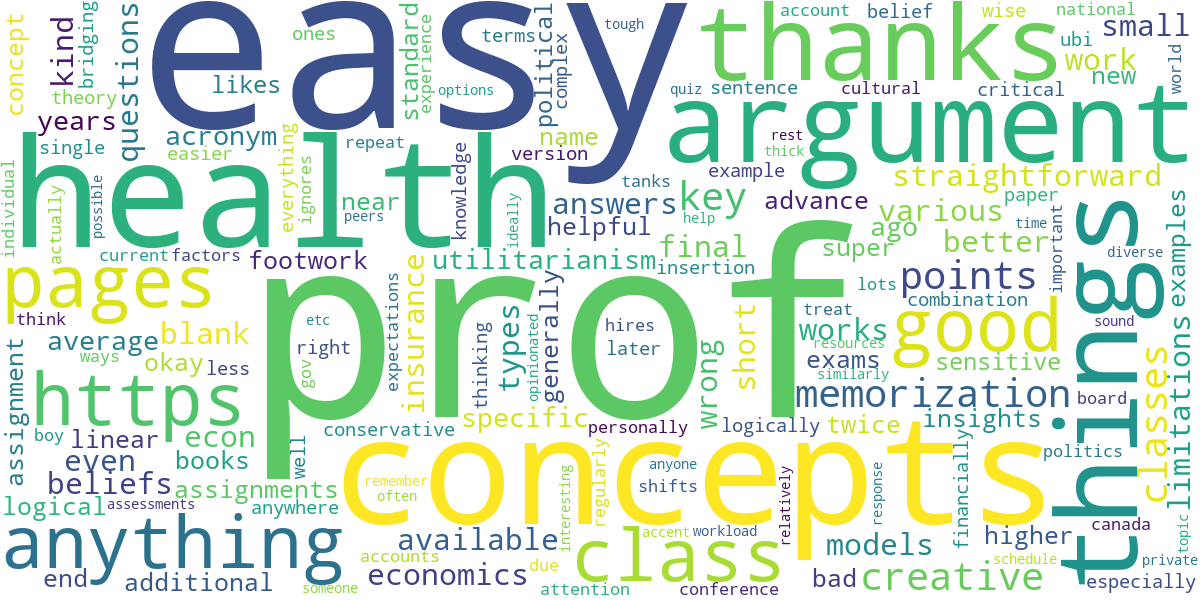 easy
prof
health
concepts
things
argument
thanks
anything
https
pages
class
good
creative
memorization
points
key
final
economics
available
answers
insurance
utilitarianism
straightforward
small
work
new
ubi
account
belief
wise
national
world
critical
cultural
sentence
quiz
tough
terms
complex
political
options
experience
standard
ones
likes
questions
bridging
kind
concept
theory
years
single
acronym
easier
everything
ignores
repeat
name
version
knowledge
ideally
tanks
help
helpful
example
rest
thick
advance
various
ago
super
better
paper
time
important
diverse
examples
limitations
topic
private
especially
canada
board
politics
sound
classes
combination
lots
insertion
treat
works
resources
exams
similarly
sensitive
insights
twice
logically
personally
wrong
short
specific
types
generally
opinionated
thinking
expectations
hires
later
right
etc
gov
near
peers
possible
actually
individual
current
factors
footwork
think
average
blank
ways
okay
less
assignment
boy
linear
econ
books
even
beliefs
assignments
well
conservative
logical
assessments
anywhere
remember
often
end
additional
someone
accounts
attention
due
interesting
regularly
anyone
shifts
accent
workload
conference
relatively
models
bad
response
financially
higher
schedule